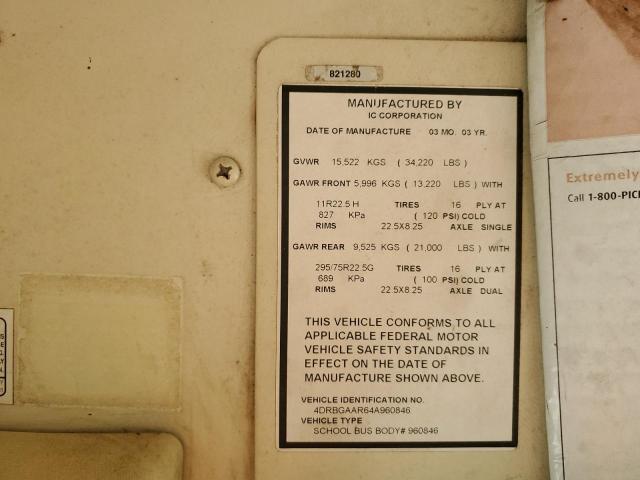 821280
MANUFACTURED BY
IC CORPORATION
DATE OF MANUFACTURE 03 MO. 03 YR.
GVWR 15,522 KGS ( 34,220 LBS )
GAWR FRONT 5,996 KGS ( 13,220 LBS ) WITH
11R22.5 H TIRES 16 PLY AT
827 KPa ( 120 PSI) COLD
RIMS 22.5X8.25 AXLE SINGLE
GAWR REAR 9,525 KGS ( 21,000 LBS ) WITH
295/75R22.5G TIRES 16 PLY AT
689 KPa ( 100 PSI) COLD
RIMS 22.5X8.25 AXLE DUAL
THIS VEHICLE CONFORMS TO ALL
APPLICABLE FEDERAL MOTOR
VEHICLE SAFETY STANDARDS IN
EFFECT ON THE DATE OF
MANUFACTURE SHOWN ABOVE.
VEHICLE IDENTIFICATION NO.
4DRBGAAR64A960846
VEHICLE TYPE
SCHOOL BUS BODY# 960846
Extremely
Call 1-800-PIC